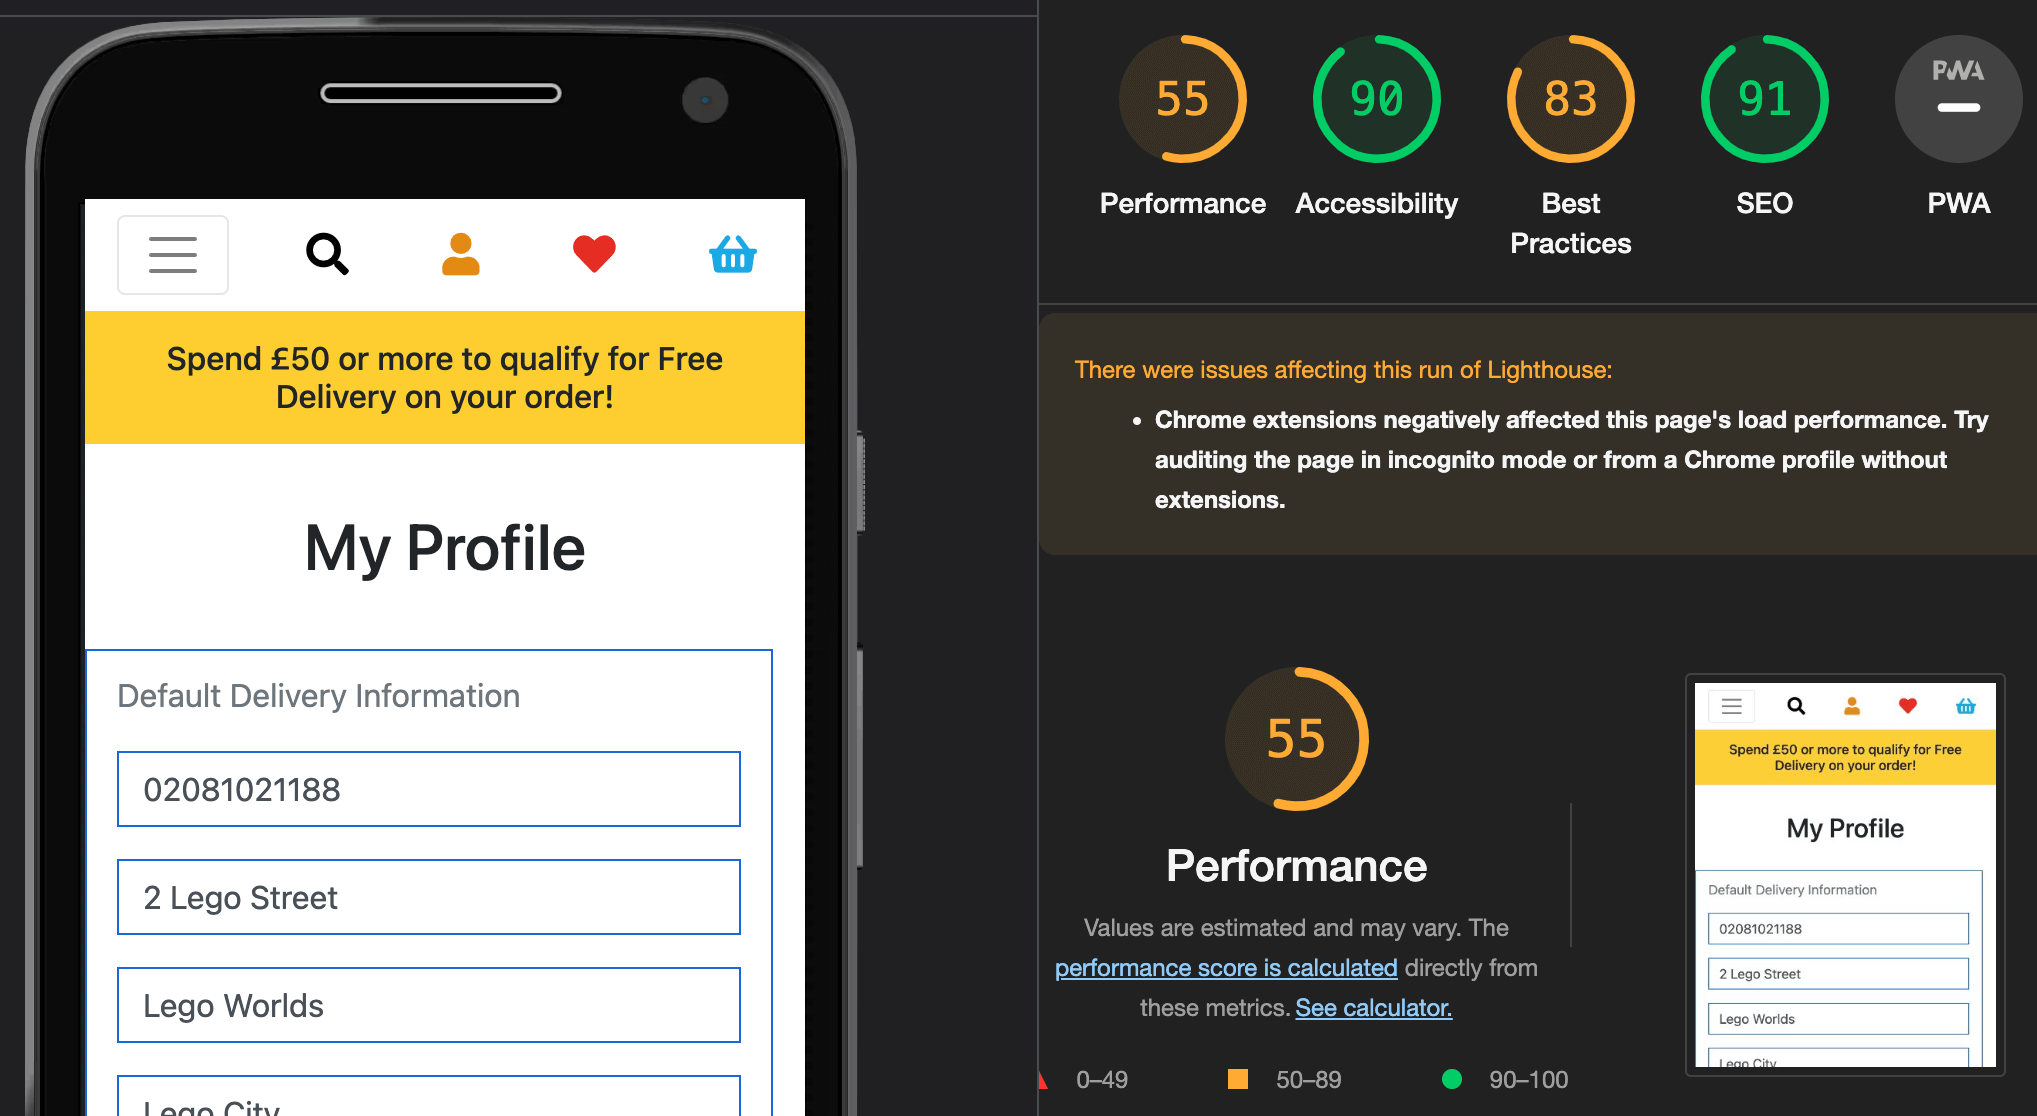 Spend £50 or more to qualify for Free
Delivery on your order!
My Profile
Default Delivery Information
02081021188
2 Lego Street
Lego Worlds
Lego City
55
90
83
91
PWA
Performance
Accessibility
Best
Practices
SEO
PWA
There were issues affecting this run of Lighthouse:
• Chrome extensions negatively affected this page's load performance. Try
auditing the page in incognito mode or from a Chrome profile without
extensions.
55
Performance
Values are estimated and may vary. The
performance score is calculated directly from
these metrics. See calculator.
0–49
50–89
90–100
Spend £50 or more to qualify for Free
Delivery on your order!
My Profile
Default Delivery Information
02081021188
2 Lego Street
Lego Worlds
Lego City